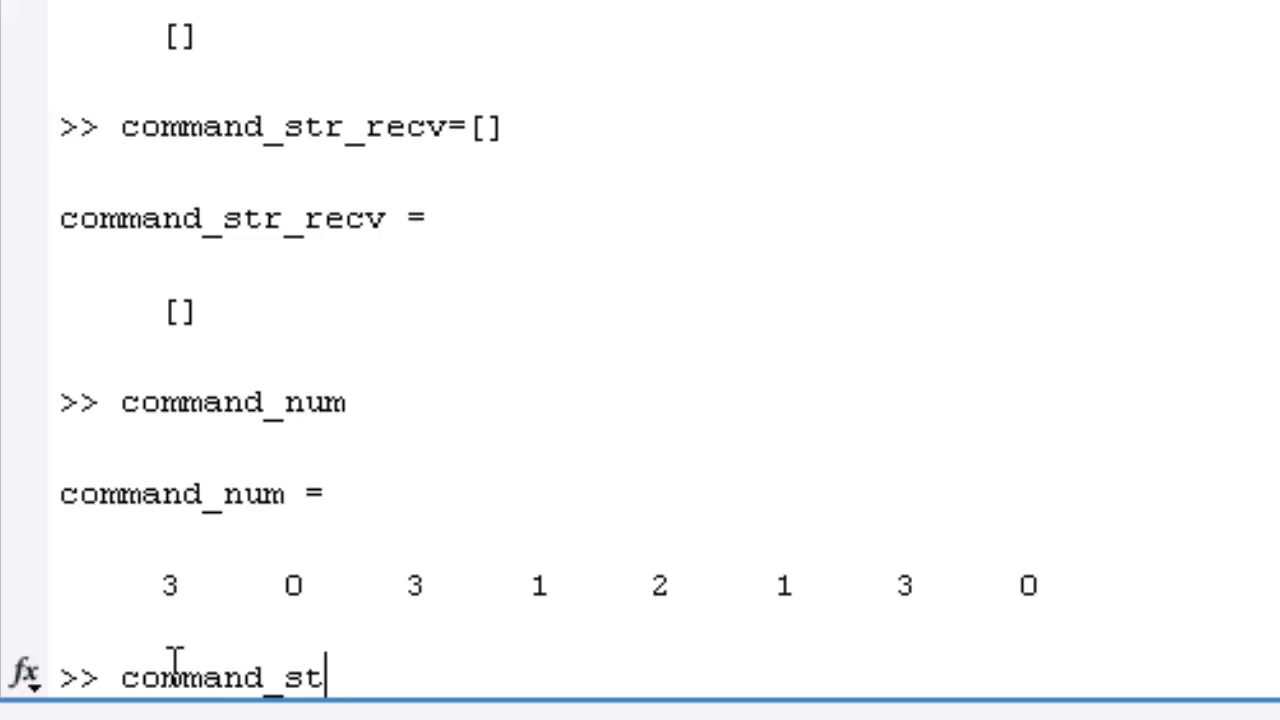 []
>> command_str_recv=[]
command_str_recv =
[]
>> command_num
command_num =
3 0 3 1 2 1 3 0
fx >> command_st